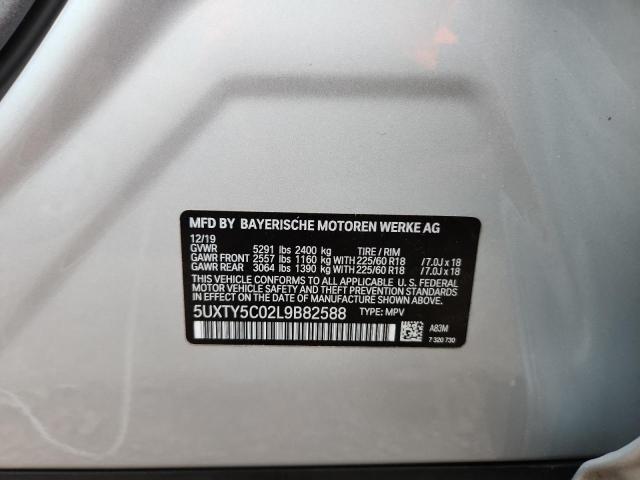 MFD BY BAYERISCHE MOTOREN WERKE AG
12/19
GVWR 5291 lbs 2400 kg TIRE / RIM
GAWR FRONT 2557 lbs 1160 kg WITH 225/60 R18 /7.0J x 18
GAWR REAR 3064 lbs 1390 kg WITH 225/60 R18 /7.0J x 18
THIS VEHICLE CONFORMS TO ALL APPLICABLE U.S. FEDERAL
MOTOR VEHICLE SAFETY, BUMPER, AND THEFT PREVENTION
STANDARDS IN EFFECT ON THE DATE OF MANUFACTURE SHOWN ABOVE.
5UXTY5C02L9B82588 TYPE: MPV
A83M
7 320 730